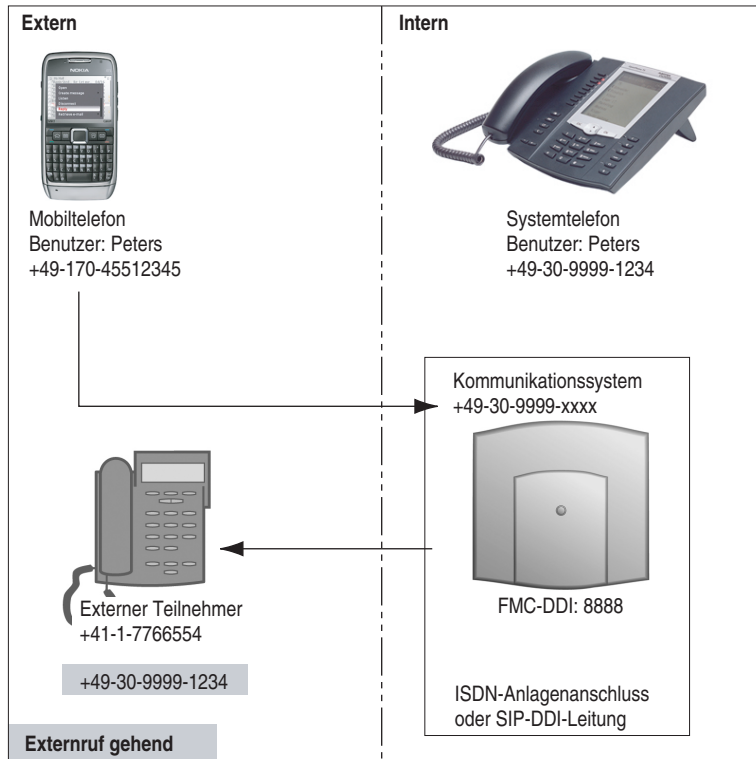 Extern
Intern
NOKIA
Mobiltelefon
Benutzer: Peters
+49-170-45512345
Systemtelefon
Benutzer: Peters
+49-30-9999-1234
Kommunikationssystem
+49-30-9999-xxxx
FMC-DDI: 8888
ISDN-Anlagenanschluss
oder SIP-DDI-Leitung
Externer Teilnehmer
+41-1-7766554
+49-30-9999-1234
Externruf gehend